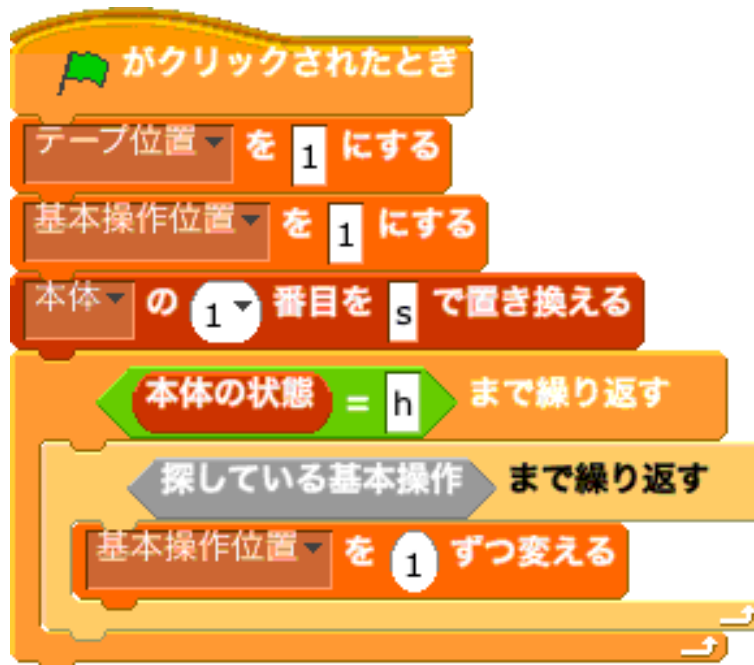 がクリックされたとき
テープ位置 を 1 にする
基本操作位置 を 1 にする
本体 の 1 番目を s で置き換える
本体の状態 = h まで繰り返す
探している基本操作 まで繰り返す
基本操作位置 を 1 ずつ変える